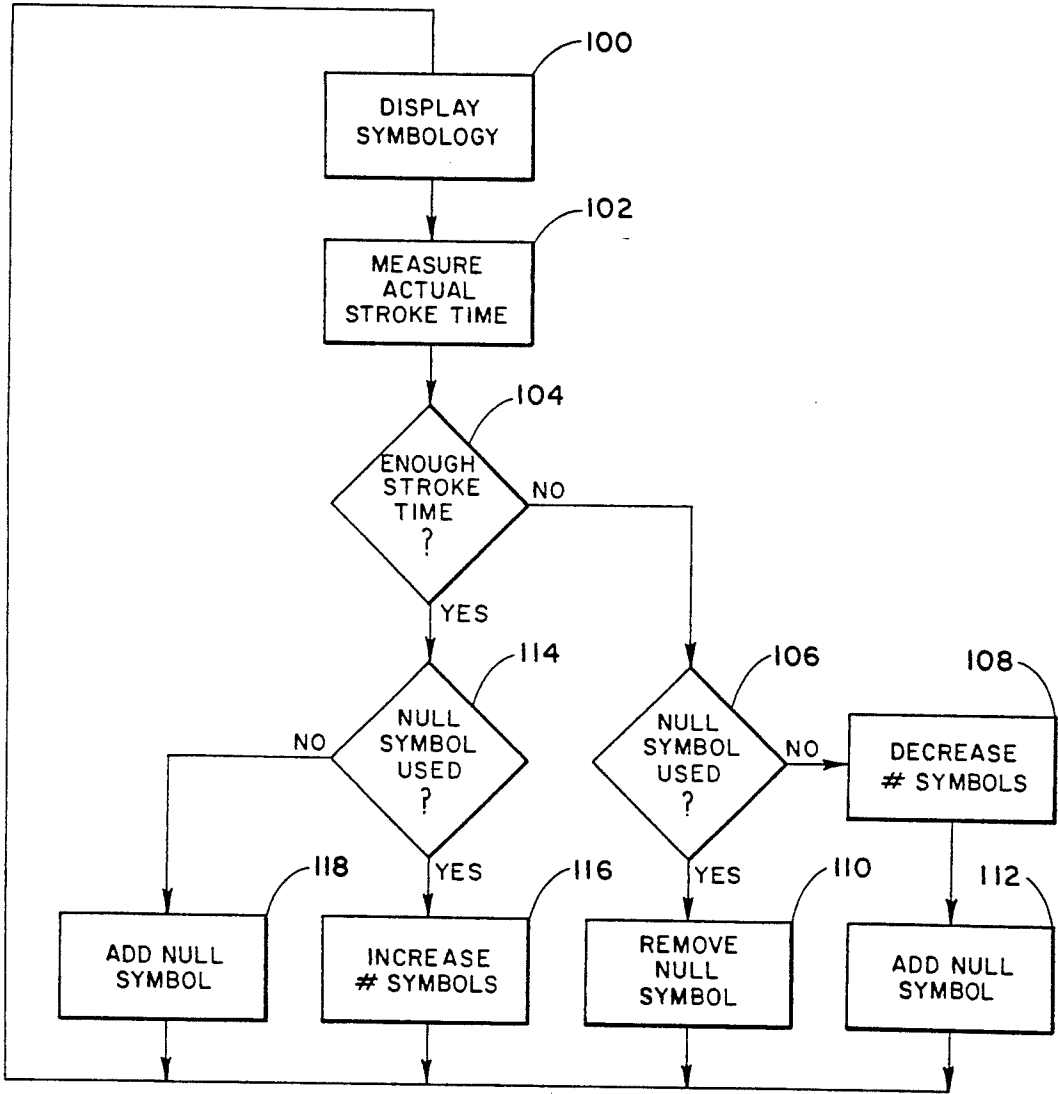 100
DISPLAY
SYMBOLOGY
102
MEASURE
ACTUAL
STROKE TIME
104
ENOUGH
STROKE
TIME
?
NO
YES
114
NULL
SYMBOL
USED
?
NO
YES
106
NULL
SYMBOL
USED
?
NO
YES
108
DECREASE
# SYMBOLS
118
ADD NULL
SYMBOL
116
INCREASE
# SYMBOLS
110
REMOVE
NULL
SYMBOL
112
ADD NULL
SYMBOL